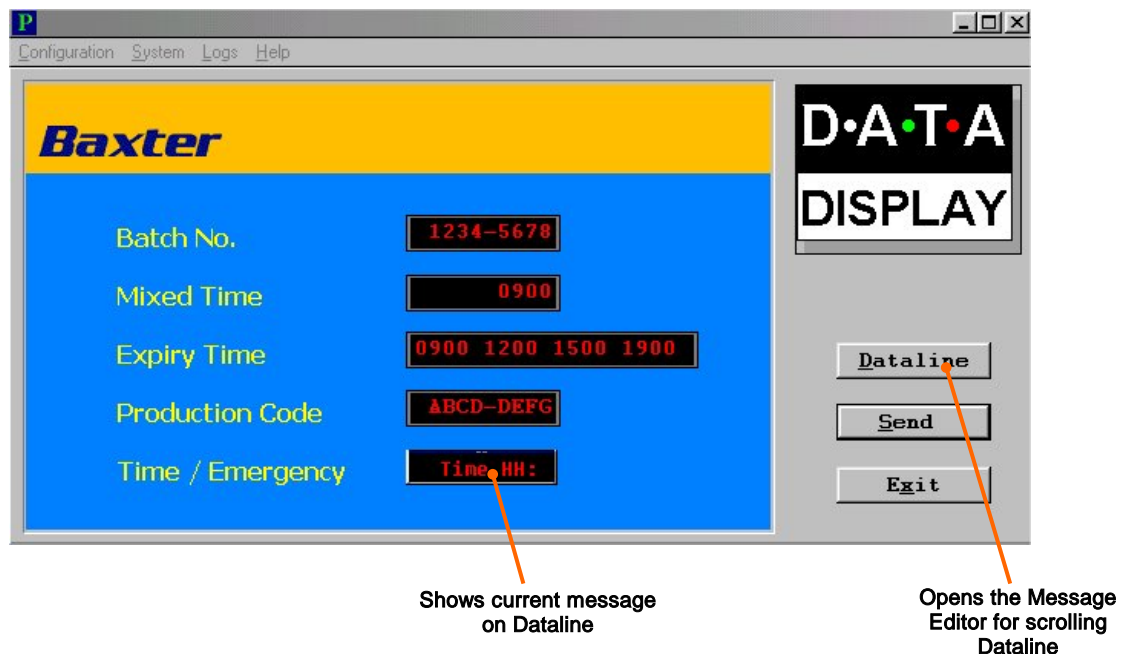 P
Configuration System Logs Help
Baxter
D•A•T•A
DISPLAY
Batch No. 1234-5678
Mixed Time 0900
Expiry Time 0900 1200 1500 1900
Production Code ABCD-DEFG
Time / Emergency Time HH:
Dataline
Send
Exit
Shows current message
on Dataline
Opens the Message
Editor for scrolling
Dataline